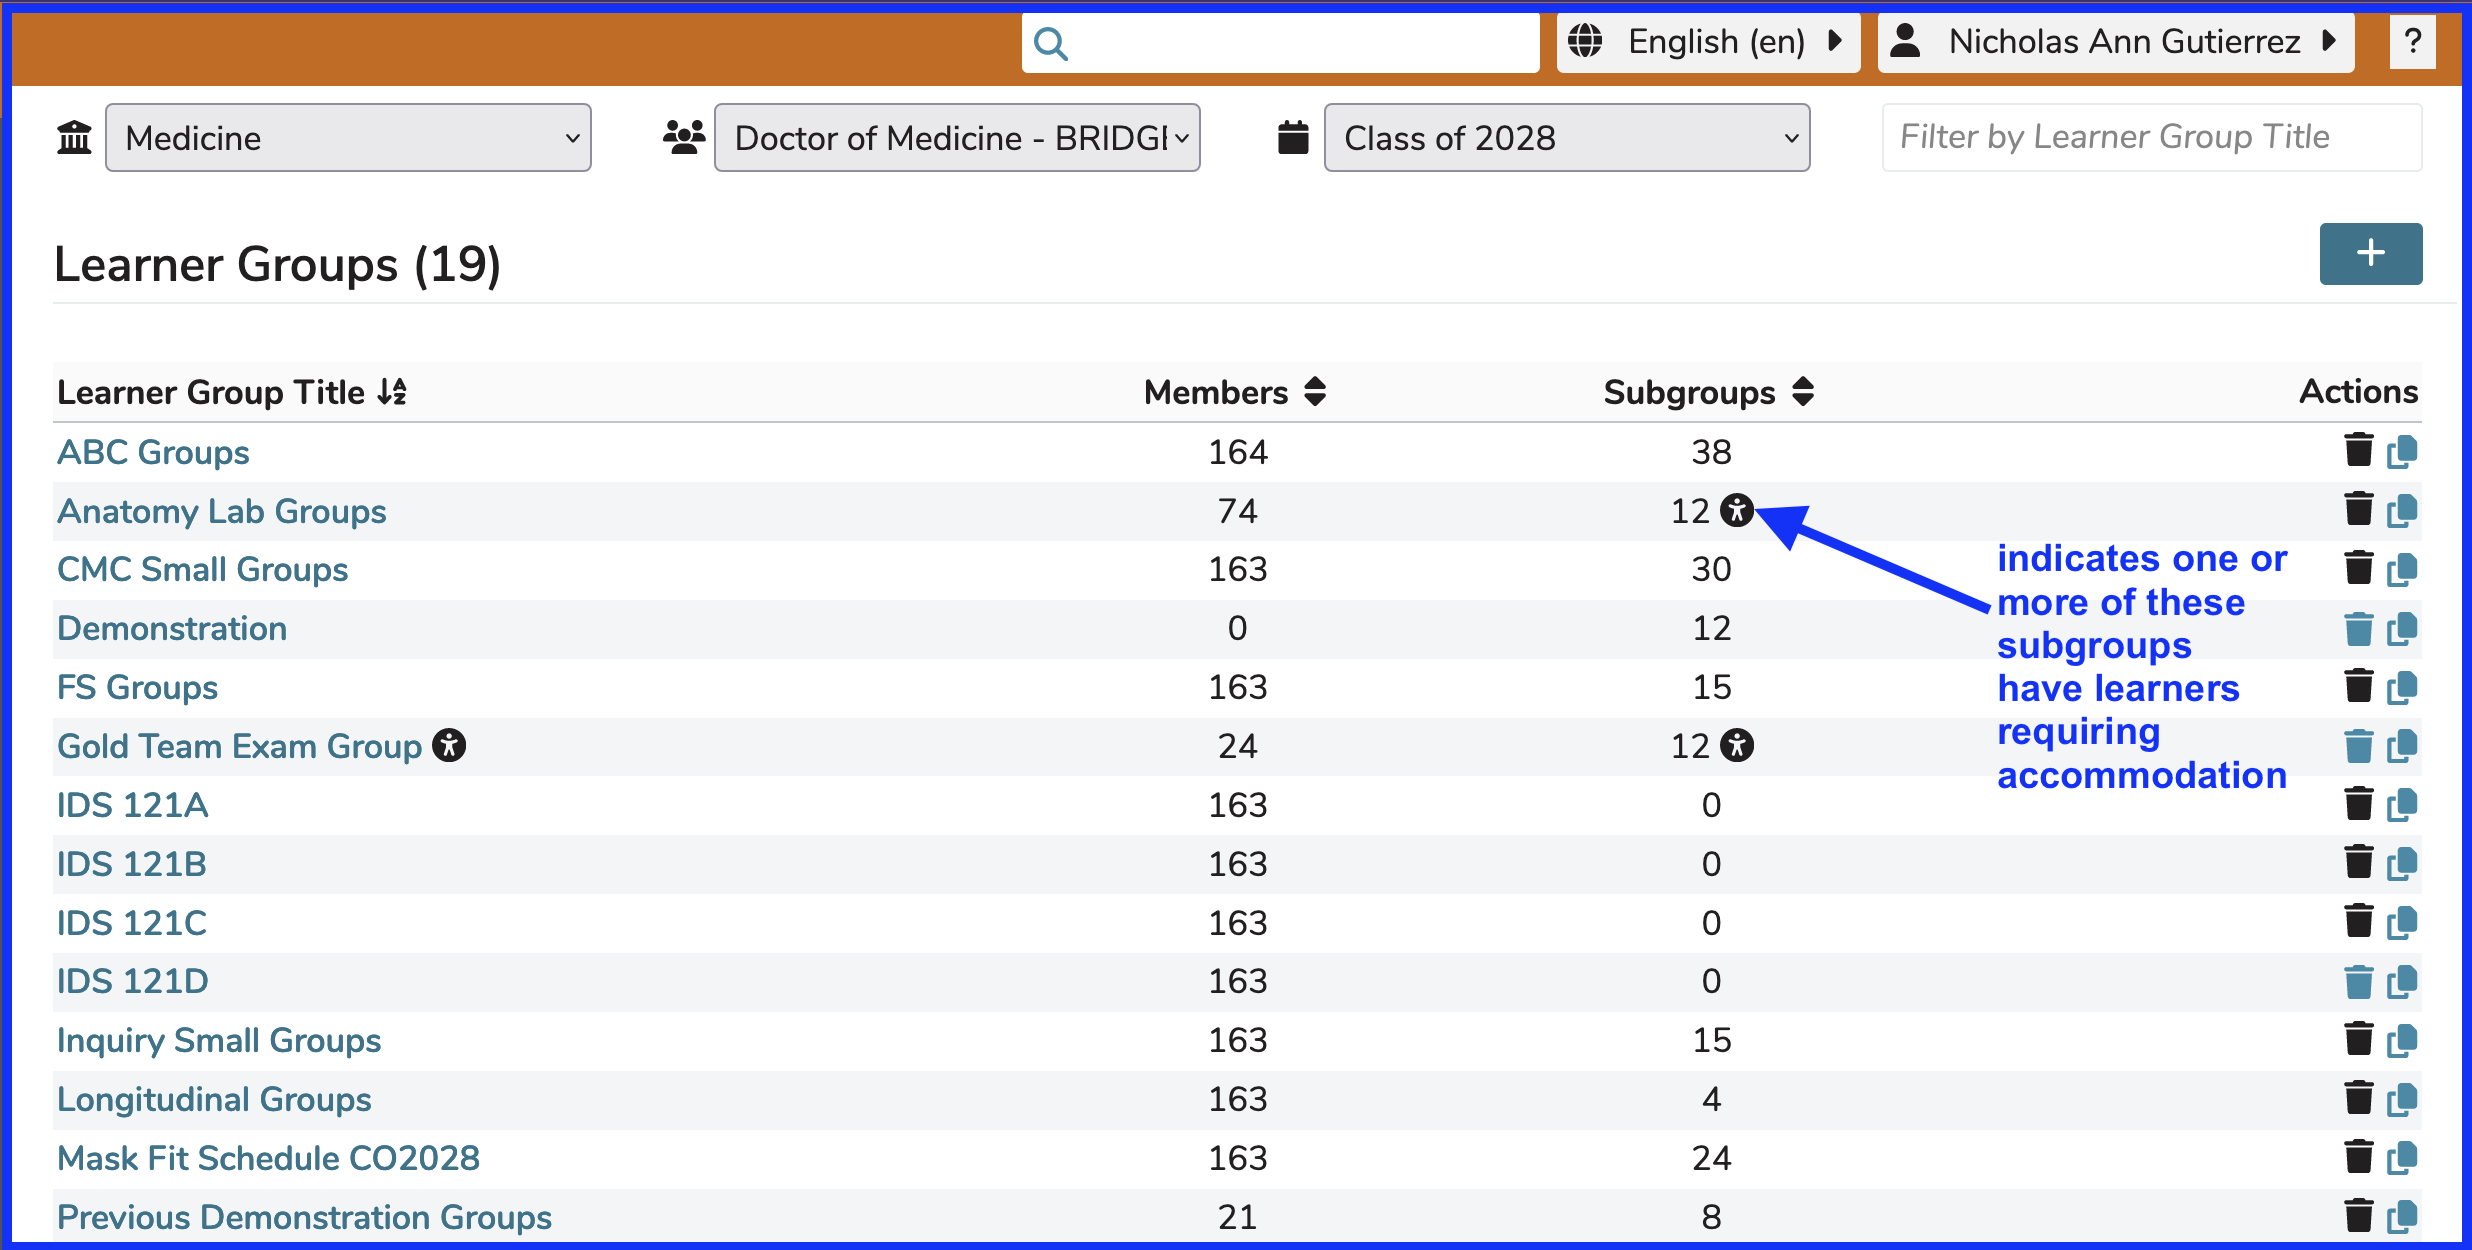 English (en)
Nicholas Ann Gutierrez
?
Medicine
Doctor of Medicine - BRIDGE
Class of 2028
Filter by Learner Group Title
Learner Groups (19)
+
Learner Group Title
Members
Subgroups
Actions
ABC Groups 164 38
Anatomy Lab Groups 74 12
CMC Small Groups 163 30
Demonstration 0 12
FS Groups 163 15
Gold Team Exam Group 24 12
IDS 121A 163 0
IDS 121B 163 0
IDS 121C 163 0
IDS 121D 163 0
Inquiry Small Groups 163 15
Longitudinal Groups 163 4
Mask Fit Schedule CO2028 163 24
Previous Demonstration Groups 21 8
indicates one or
more of these
subgroups
have learners
requiring
accommodation